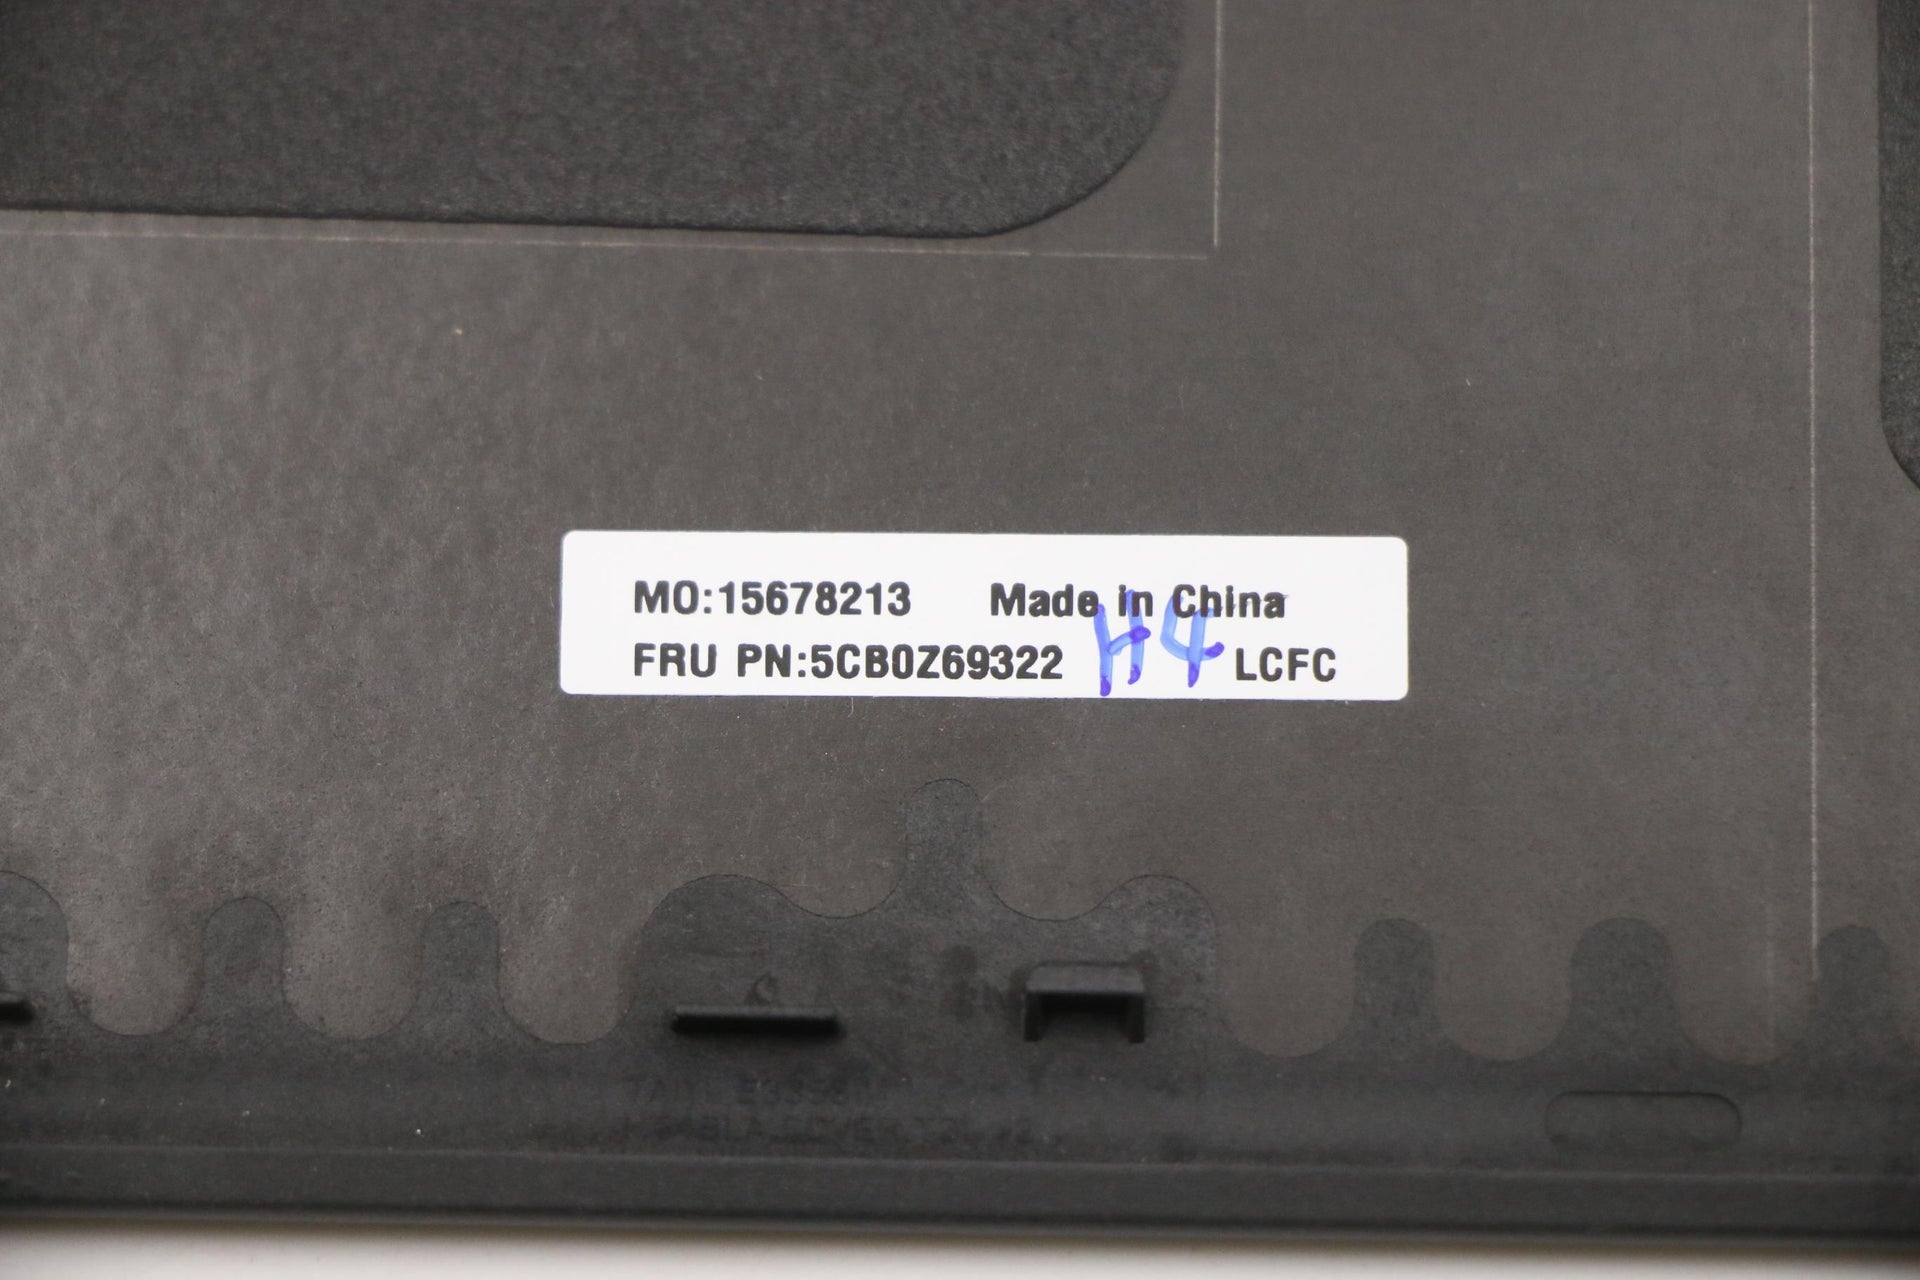 MO:15678213 Made in China
FRU PN:5CB0Z69322 H4 LCFC